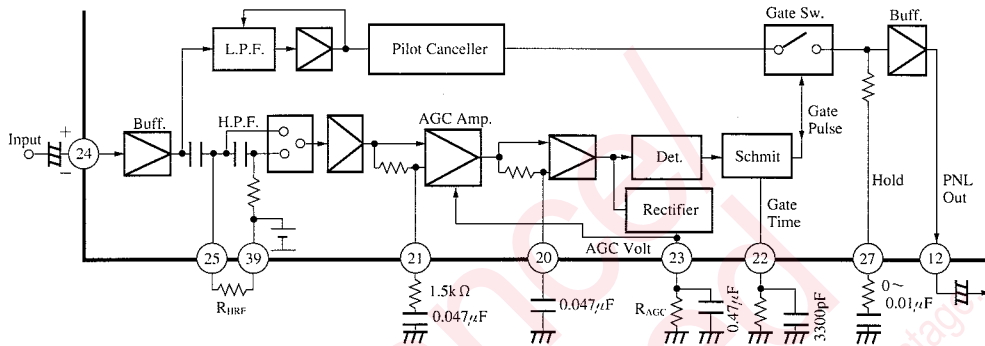 Gate Sw.
Buff.
L.P.F.
Pilot Canceller
Gate
Pulse
Input
+
−
24
Buff.
H.P.F.
AGC Amp.
Det.
Schmit
Hold
PNL
Out
Rectifier
Gate
Time
AGC Volt
25
39
21
20
23
22
27
12
RHRF
1.5kΩ
0.047μF
0.047μF
RAGC
0.47μF
3300pF
0～
0.01μF